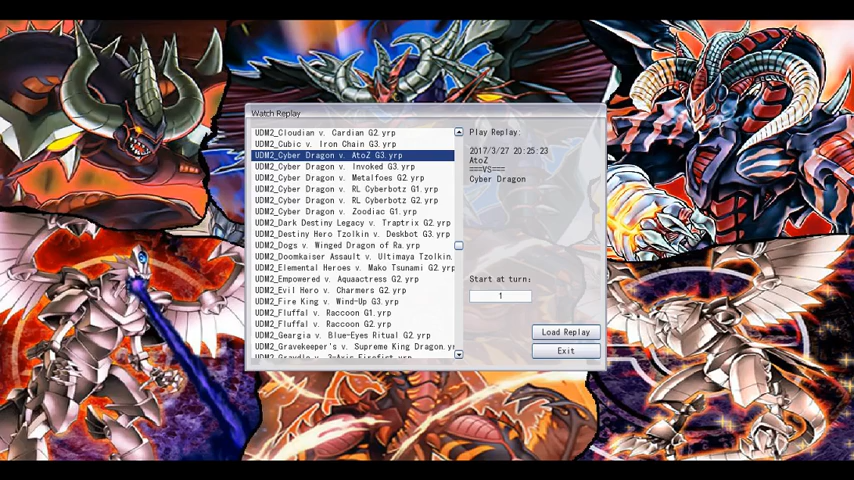 Watch Replay
UDM2_Cloudian v. Cardian G2.yrp
UDM2_Cubic v. Iron Chain G3.yrp
UDM2_Cyber Dragon v. AtoZ G3.yrp
UDM2_Cyber Dragon v. Invoked G3.yrp
UDM2_Cyber Dragon v. Metalfoes G2.yrp
UDM2_Cyber Dragon v. RL Cyberbotz G1.yrp
UDM2_Cyber Dragon v. RL Cyberbotz G2.yrp
UDM2_Cyber Dragon v. Zoodiac G1.yrp
UDM2_Dark Destiny Legacy v. Traptrix G2.yrp
UDM2_Destiny Hero Tzolkin v. Deskbot G3.yrp
UDM2_Dogs v. Winged Dragon of Ra.yrp
UDM2_Doomkaiser Assault v. Ultimaya Tzolkin.
UDM2_Elemental Heroes v. Mako Tsunami G2.yrp
UDM2_Empowered v. Aquaactress G2.yrp
UDM2_Evil Hero v. Charmers G2.yrp
UDM2_Fire King v. Wind-Up G3.yrp
UDM2_Fluffal v. Raccoon G1.yrp
UDM2_Fluffal v. Raccoon G2.yrp
UDM2_Geargia v. Blue-Eyes Ritual G2.yrp
UDM2_Gravekeeper's v. Supreme King Dragon.yr
Play Replay:
2017/3/27 20:25:23
AtoZ
===VS===
Cyber Dragon
Start at turn:
1
Load Replay
Exit